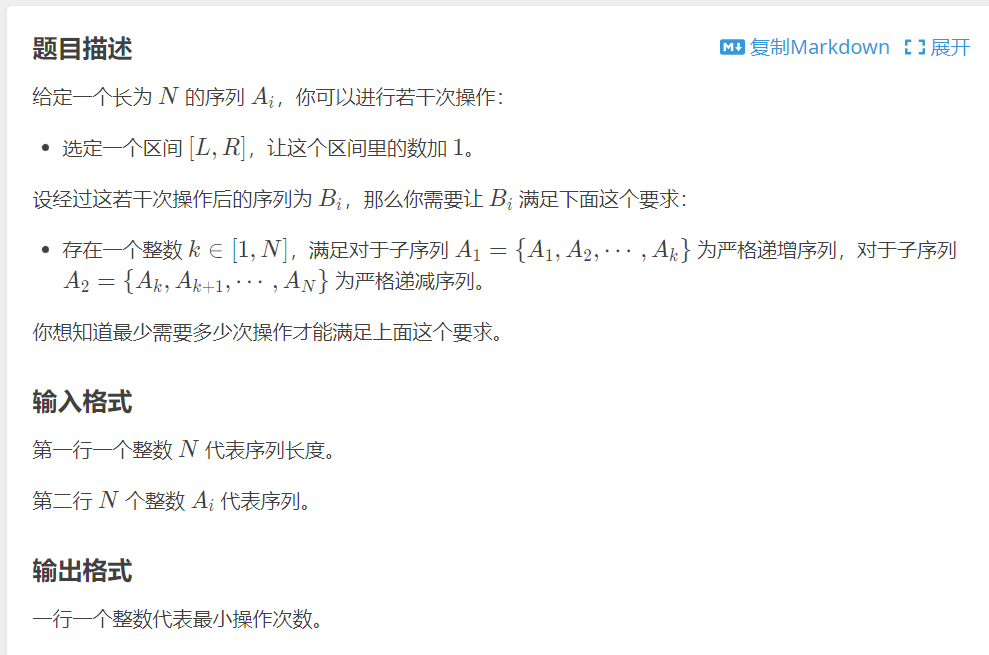 题目描述
M↓ 复制Markdown 展开
给定一个长为 N 的序列 A_i，你可以进行若干次操作：
• 选定一个区间 [L, R]，让这个区间里的数加 1。
设经过这若干次操作后的序列为 B_i，那么你需要让 B_i 满足下面这个要求：
• 存在一个整数 k ∈ [1, N]，满足对于子序列 A_1 = {A_1, A_2, ⋯ , A_k} 为严格递增序列，对于子序列
A_2 = {A_k, A_{k+1}, ⋯ , A_N} 为严格递减序列。
你想知道最少需要多少次操作才能满足上面这个要求。
输入格式
第一行一个整数 N 代表序列长度。
第二行 N 个整数 A_i 代表序列。
输出格式
一行一个整数代表最小操作次数。